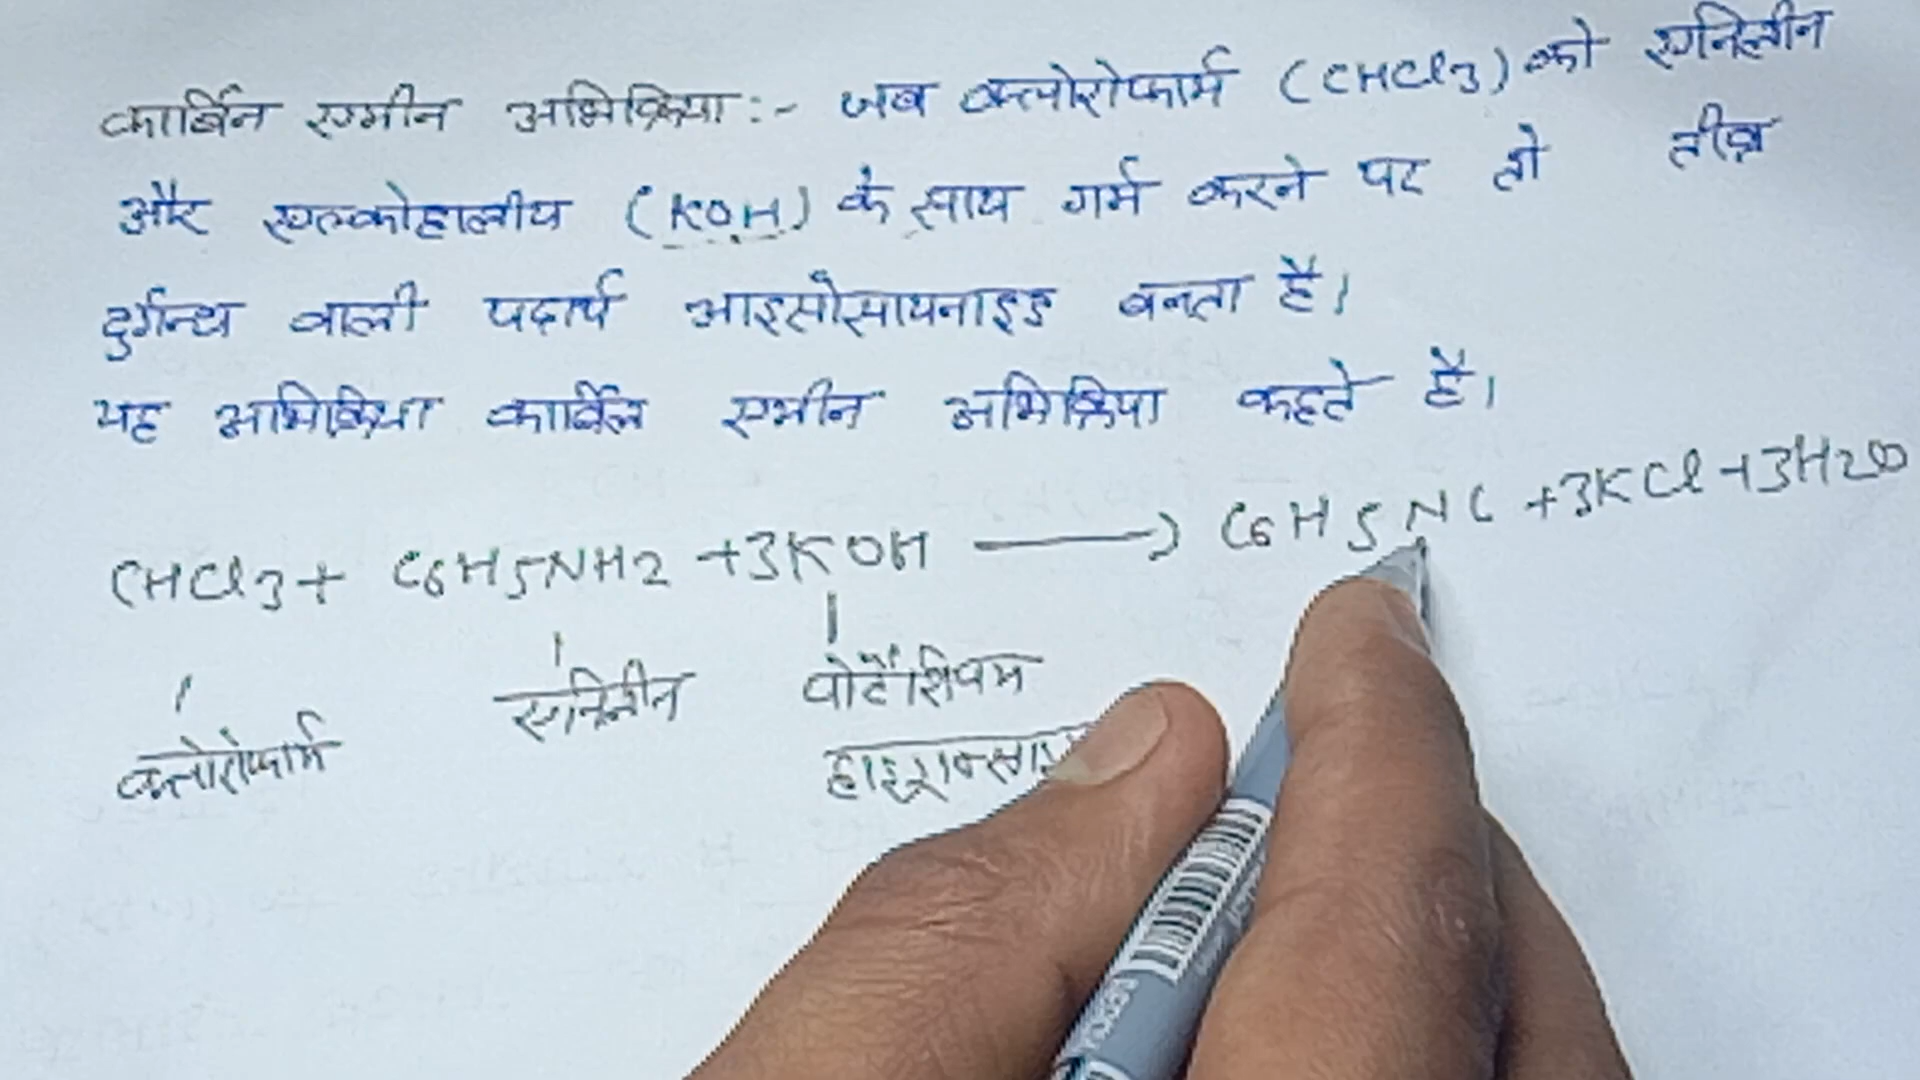 कार्बिन एमीन अभिक्रिया:- जब क्लोरोफार्म (CHCl3) को एनिलीन
और एल्कोहालीय (KOH) के साथ गर्म करने पर तो तीव्र
दुर्गन्ध वाली पदार्थ आइसोसायनाइड बनता है।
यह अभिक्रिया कार्बिल एमीन अभिक्रिया कहते है।
CHCl3 + C6H5NH2 +3KOH ⟶ C6H5NC +3KCl+3H2O
क्लोरोफार्म एनिलीन पोटैशियम